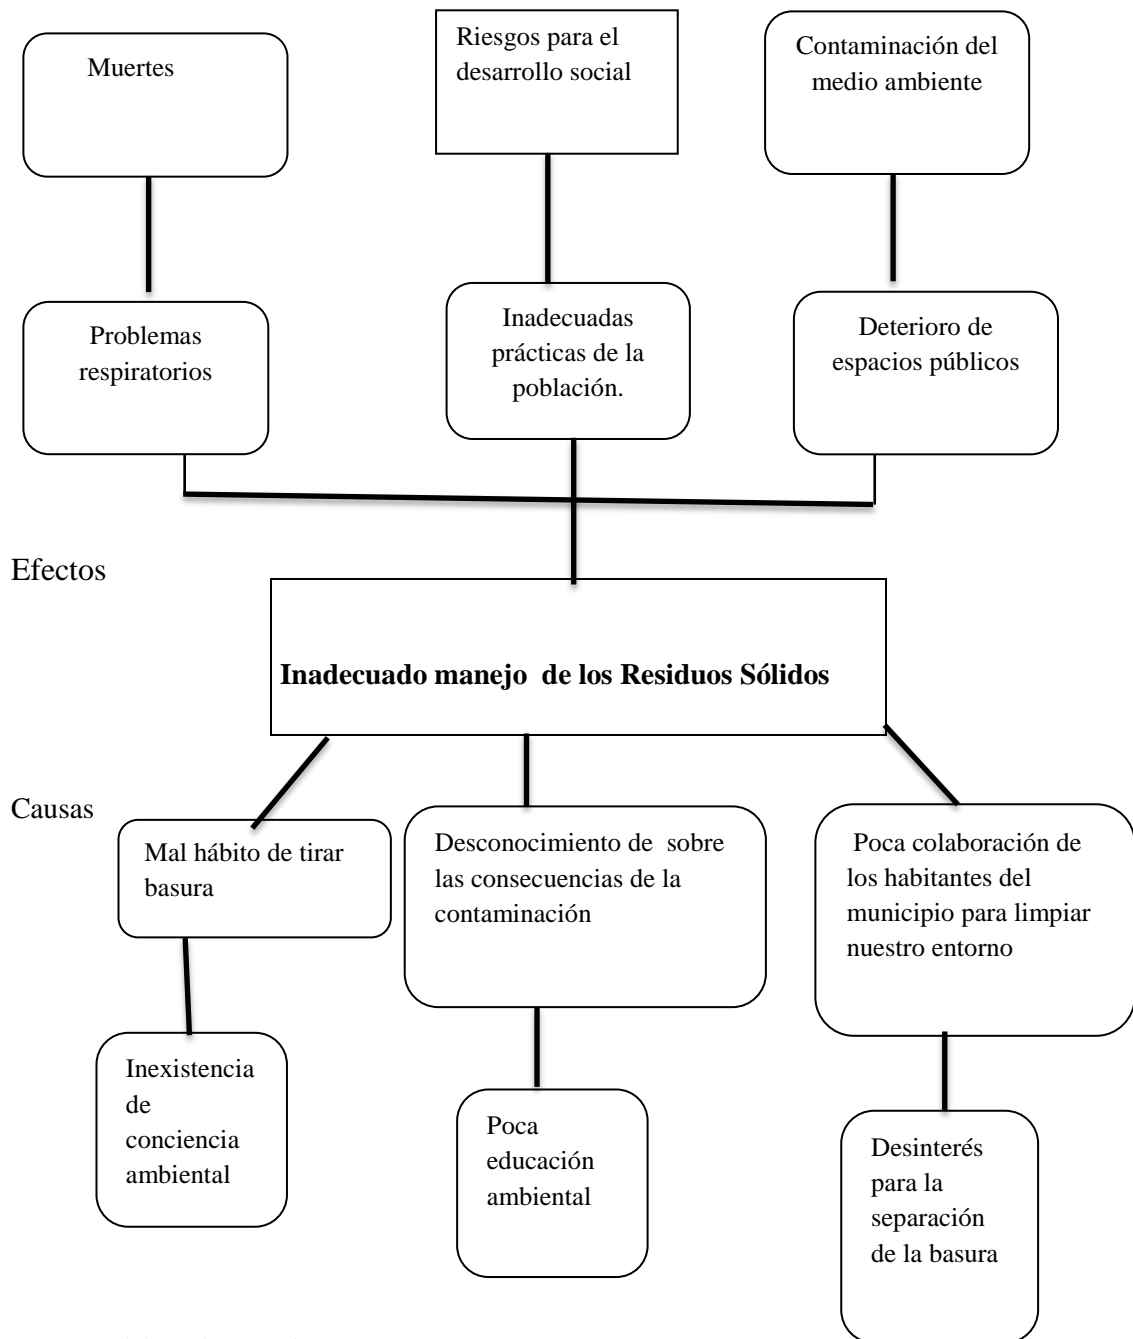 Muertes
Riesgos para el
desarrollo social
Contaminación del
medio ambiente
Problemas
respiratorios
Inadecuadas
prácticas de la
población.
Deterioro de
espacios públicos
Efectos
Inadecuado manejo  de los Residuos Sólidos
Causas
Mal hábito de tirar
basura
Desconocimiento de  sobre
las consecuencias de la
contaminación
Poca colaboración de
los habitantes del
municipio para limpiar
nuestro entorno
Inexistencia
de
conciencia
ambiental
Poca
educación
ambiental
Desinterés
para la
separación
de la basura